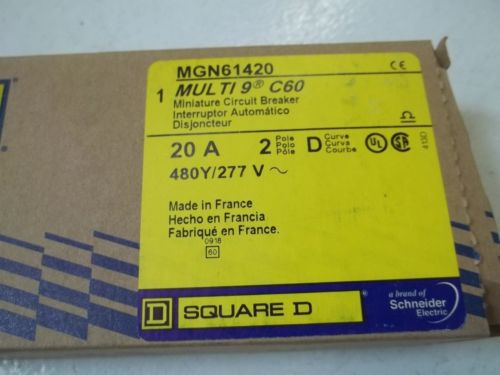 MGN61420
1 MULTI 9® C60
CE
Miniature Circuit Breaker
Interruptor Automático
Disjoncteur
20 A
2 Pole Polo Pôle
D Curve Curva Courbe
UL
413D
480Y/277 V ~
Made in France
Hecho en Francia
Fabriqué en France.
0918
60
D SQUARE D
a brand of
Schneider
Electric